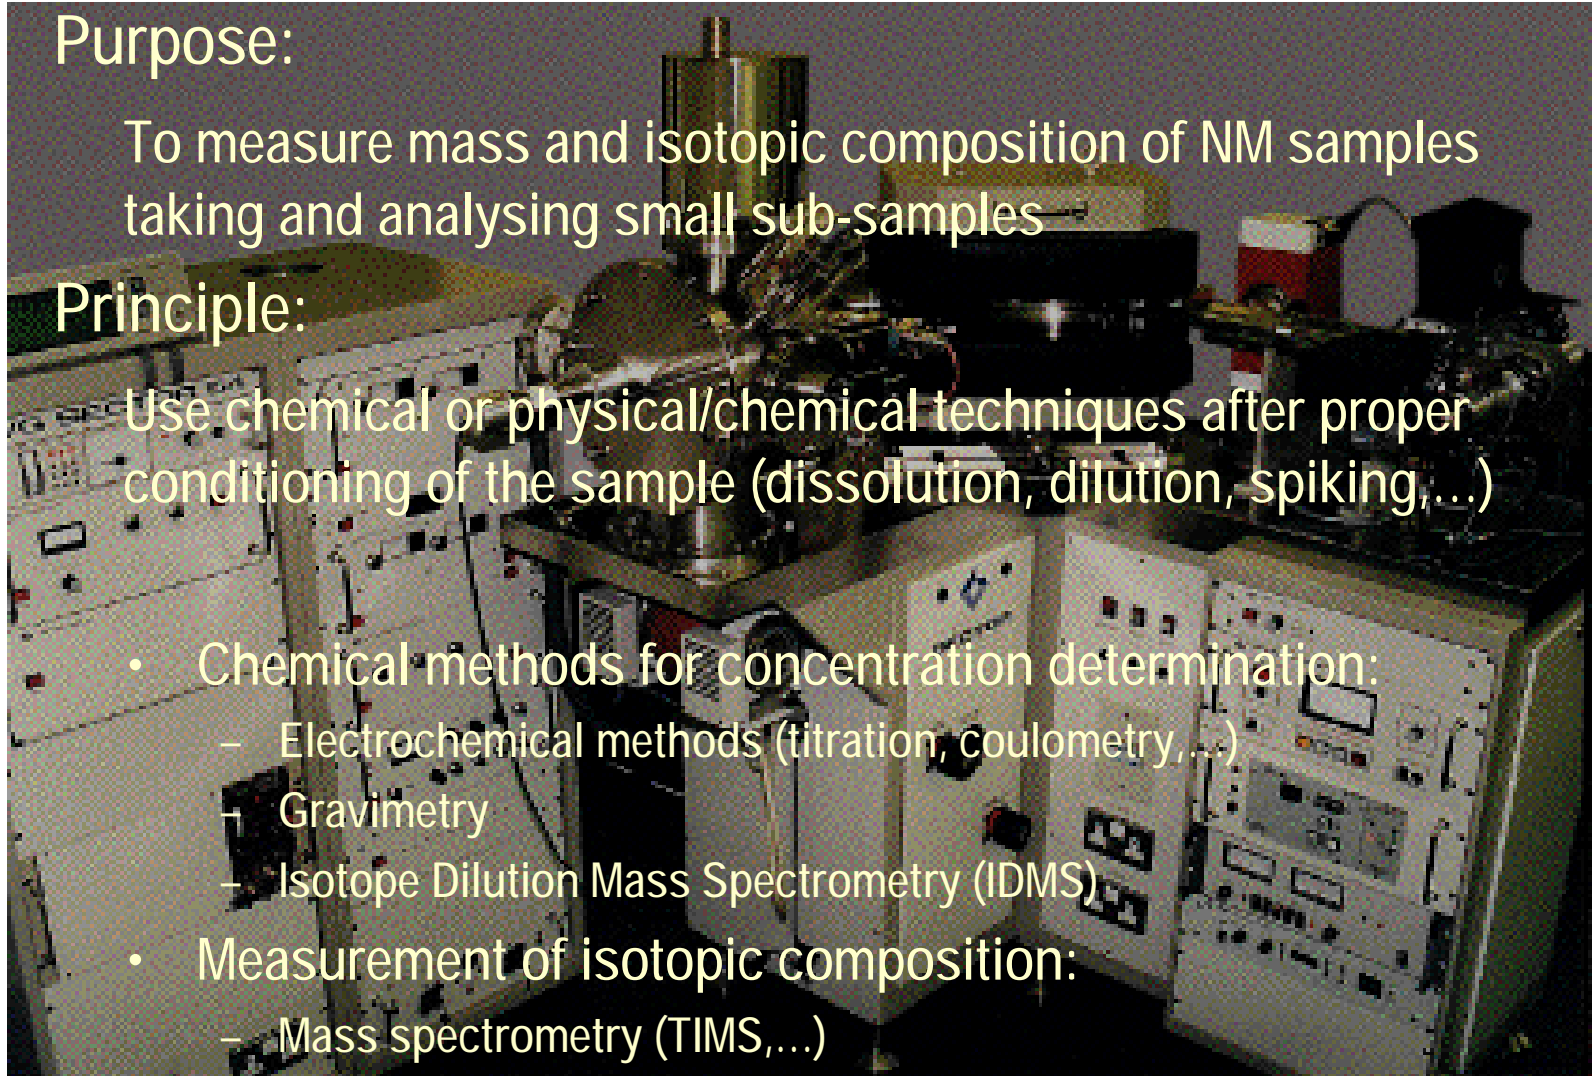 Purpose:
To measure mass and isotopic composition of NM samples
taking and analysing small sub-samples
Principle:
Use chemical or physical/chemical techniques after proper
conditioning of the sample (dissolution, dilution, spiking,...)
• Chemical methods for concentration determination:
– Electrochemical methods (titration, coulometry,...)
– Gravimetry
– Isotope Dilution Mass Spectrometry (IDMS)
• Measurement of isotopic composition:
– Mass spectrometry (TIMS,...)